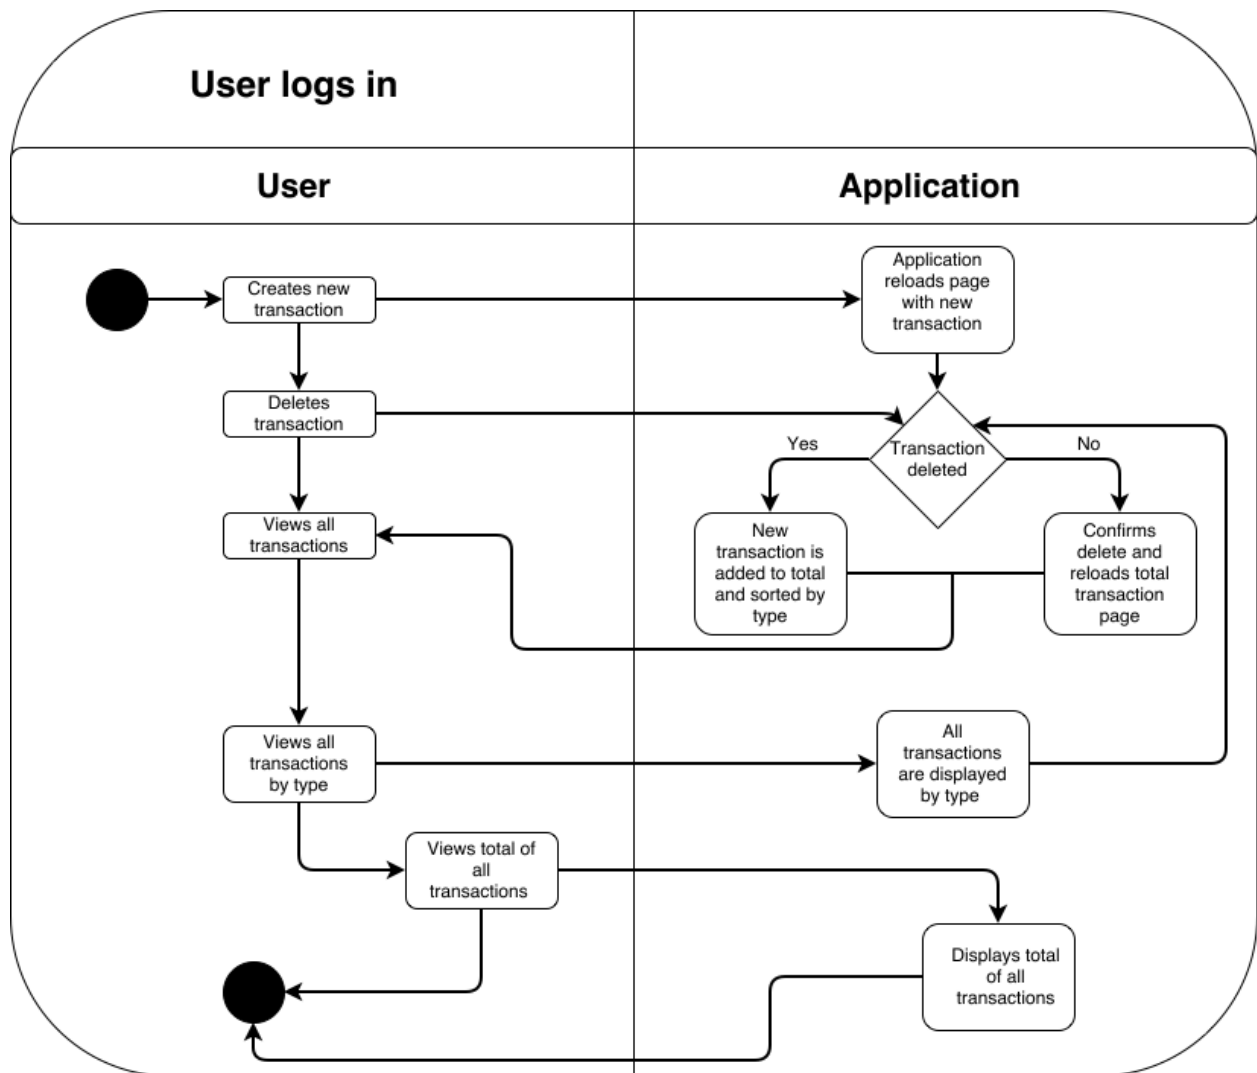 User logs in
User
Application
Creates new
transaction
Application
reloads page
with new
transaction
Deletes
transaction
Yes
Transaction
deleted
No
Views all
transactions
New
transaction is
added to total
and sorted by
type
Confirms
delete and
reloads total
transaction
page
Views all
transactions
by type
All
transactions
are displayed
by type
Views total of
all
transactions
Displays total
of all
transactions